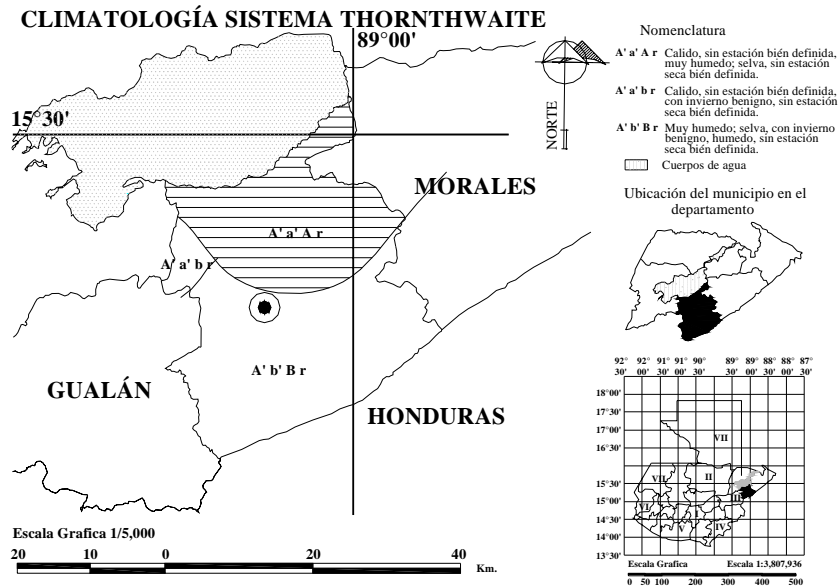 CLIMATOLOGÍA SISTEMA THORNTHWAITE
89°00'
15°30'
MORALES
A' a' A r
A' a' b r
A' b' B r
GUALÁN
HONDURAS
NORTE
Escala Grafica 1/5,000
20 10 0 20 40 Km.
Nomenclatura
A' a' A r Calido, sin estación bién definida,
muy humedo; selva, sin estación
seca bién definida.
A' a' b r Calido, sin estación bién definida,
con invierno benigno, sin estación
seca bién definida.
A' b' B r Muy humedo; selva, con invierno
benigno, humedo, sin estación
seca bién definida.
Cuerpos de agua
Ubicación del municipio en el
departamento
92° 92° 91° 91° 90° 89° 89° 88° 88° 87°
30' 00' 30' 00' 30' 30' 00' 30' 00' 30'
18°00'
17°30'
17°00'
16°30'
15°30'
15°00'
14°30'
14°00'
13°30'
VII
VII
II
III
VI
I
V
IV
Escala Grafica Escala 1:3,807,936
0 50 100 200 300 400 500